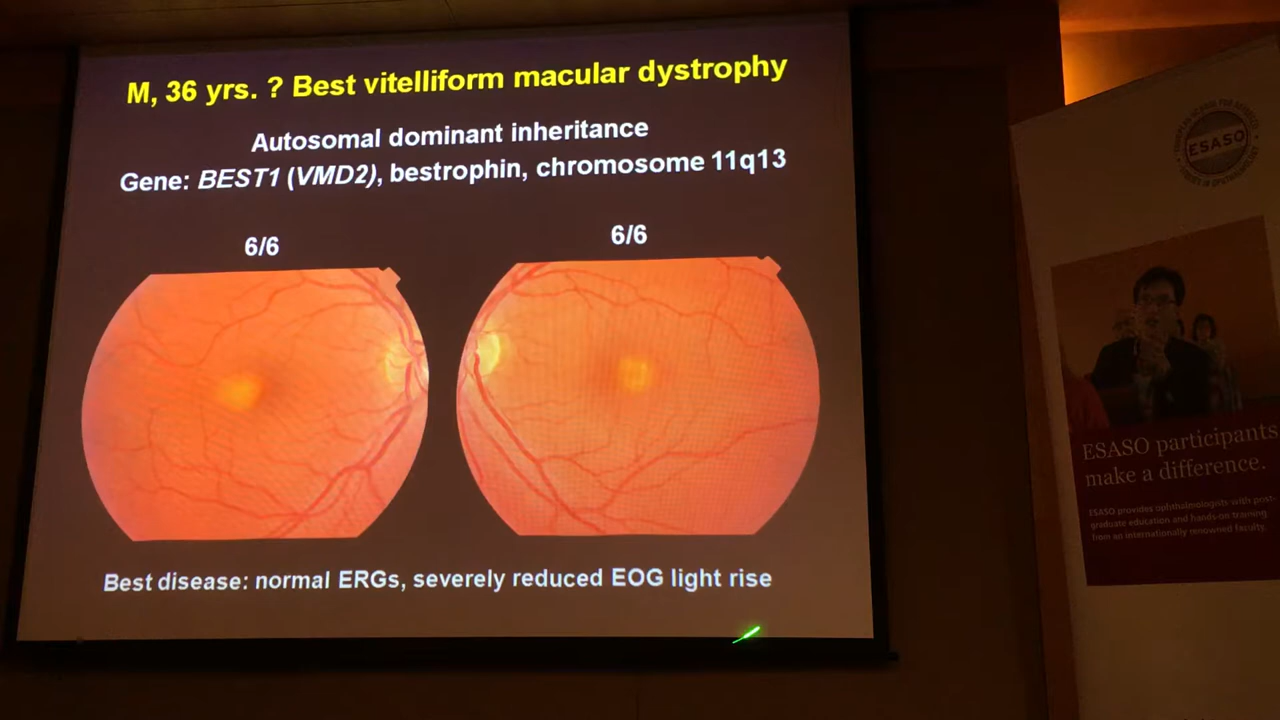 M, 36 yrs. ? Best vitelliform macular dystrophy
Autosomal dominant inheritance
Gene: BEST1 (VMD2), bestrophin, chromosome 11q13
6/6
6/6
Best disease: normal ERGs, severely reduced EOG light rise
ESASO
ESASO participants
make a difference.
ESASO provides ophthalmologists with post-
graduate education and hands-on training
from an internationally renowned faculty.